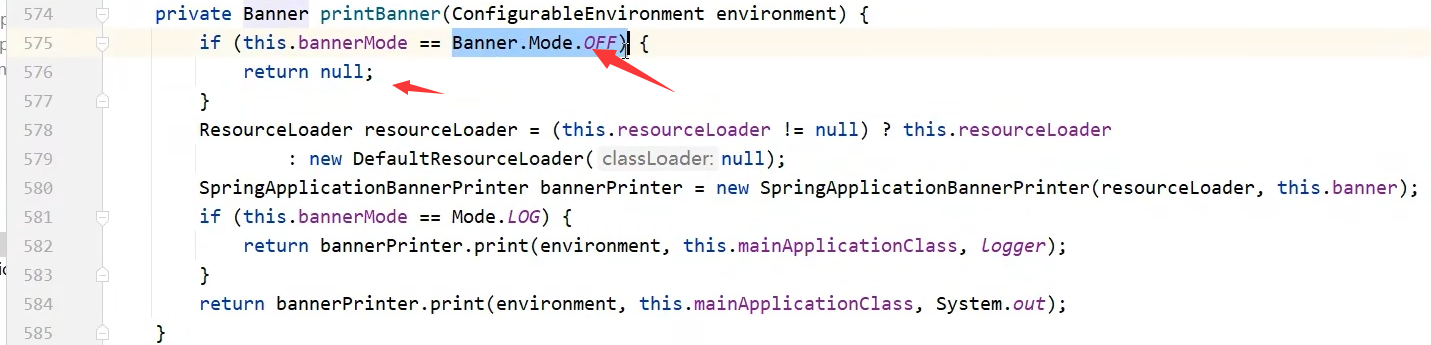 574 private Banner printBanner(ConfigurableEnvironment environment) {
575 if (this.bannerMode == Banner.Mode.OFF) {
576 return null;
577 }
578 ResourceLoader resourceLoader = (this.resourceLoader != null) ? this.resourceLoader
579 : new DefaultResourceLoader( classLoader: null);
580 SpringApplicationBannerPrinter bannerPrinter = new SpringApplicationBannerPrinter(resourceLoader, this.banner);
581 if (this.bannerMode == Mode.LOG) {
582 return bannerPrinter.print(environment, this.mainApplicationClass, logger);
583 }
584 return bannerPrinter.print(environment, this.mainApplicationClass, System.out);
585 }